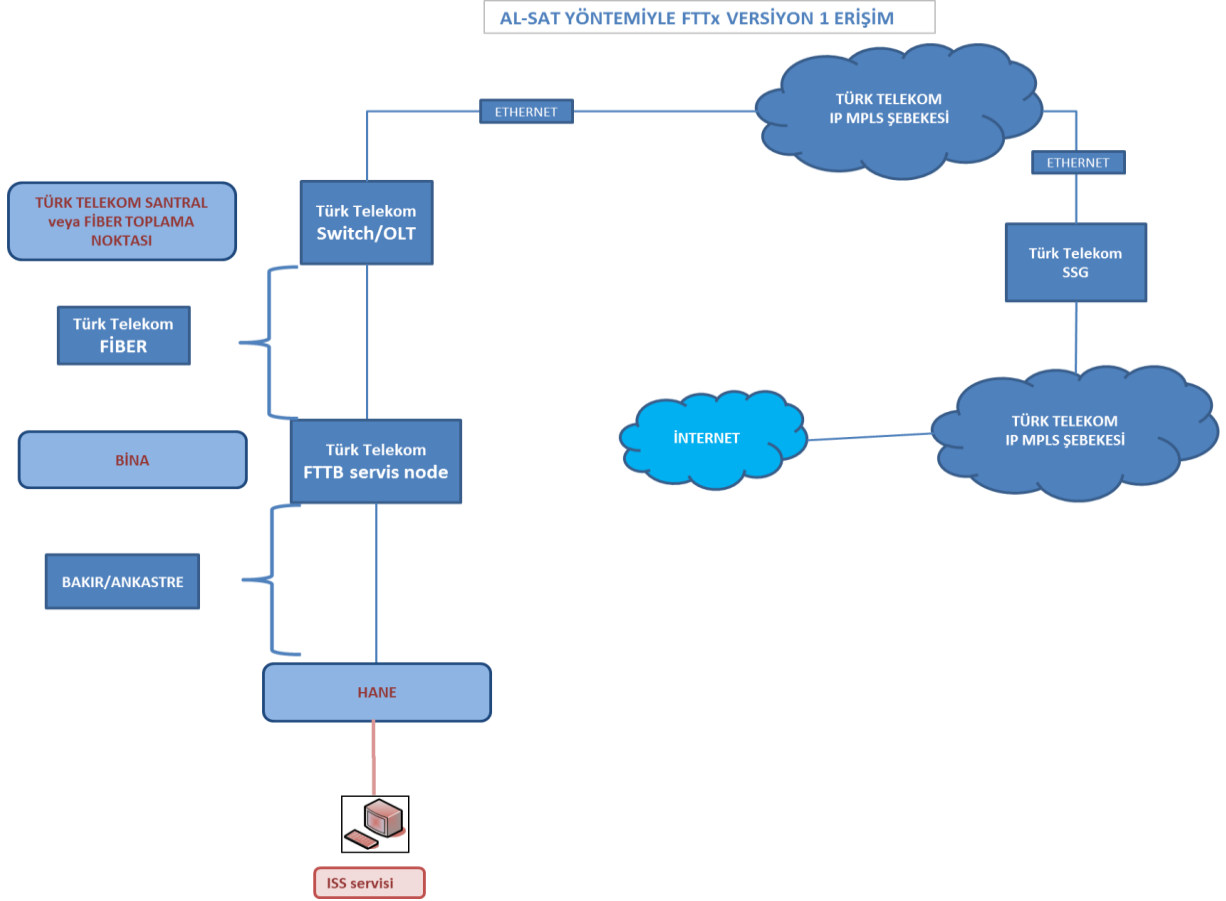 AL-SAT YÖNTEMİYLE FTTx VERSİYON 1 ERİŞİM
TÜRK TELEKOM
IP MPLS ŞEBEKESİ
ETHERNET
ETHERNET
TÜRK TELEKOM SANTRAL
veya FİBER TOPLAMA
NOKTASI
Türk Telekom
Switch/OLT
Türk Telekom
SSG
Türk Telekom
FİBER
TÜRK TELEKOM
IP MPLS ŞEBEKESİ
İNTERNET
BİNA
Türk Telekom
FTTB servis node
BAKIR/ANKASTRE
HANE
ISS servisi